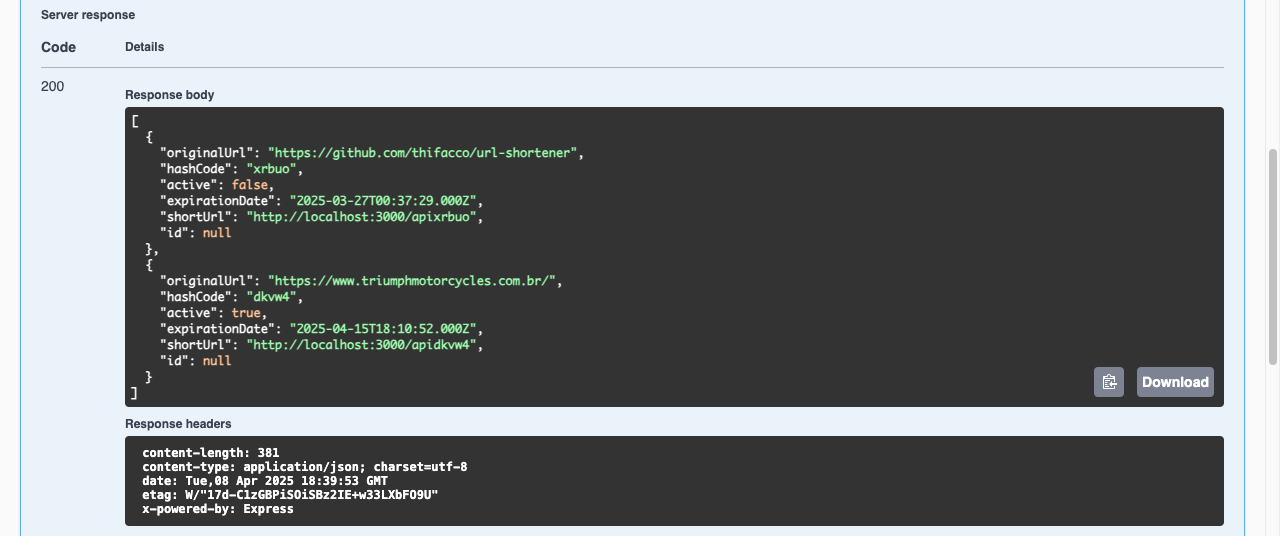 Server response
Code Details
200
Response body
[
  {
    "originalUrl": "https://github.com/thifacco/url-shortener",
    "hashCode": "xrbuo",
    "active": false,
    "expirationDate": "2025-03-27T00:37:29.000Z",
    "shortUrl": "http://localhost:3000/apixrbuo",
    "id": null
  },
  {
    "originalUrl": "https://www.triumphmotorcycles.com.br/",
    "hashCode": "dkvw4",
    "active": true,
    "expirationDate": "2025-04-15T18:10:52.000Z",
    "shortUrl": "http://localhost:3000/apidkvw4",
    "id": null
  }
]
Download
Response headers
content-length: 381
content-type: application/json; charset=utf-8
date: Tue,08 Apr 2025 18:39:53 GMT
etag: W/"17d-C1zGBPiSOiSBz2IE+w33LXbFO9U"
x-powered-by: Express